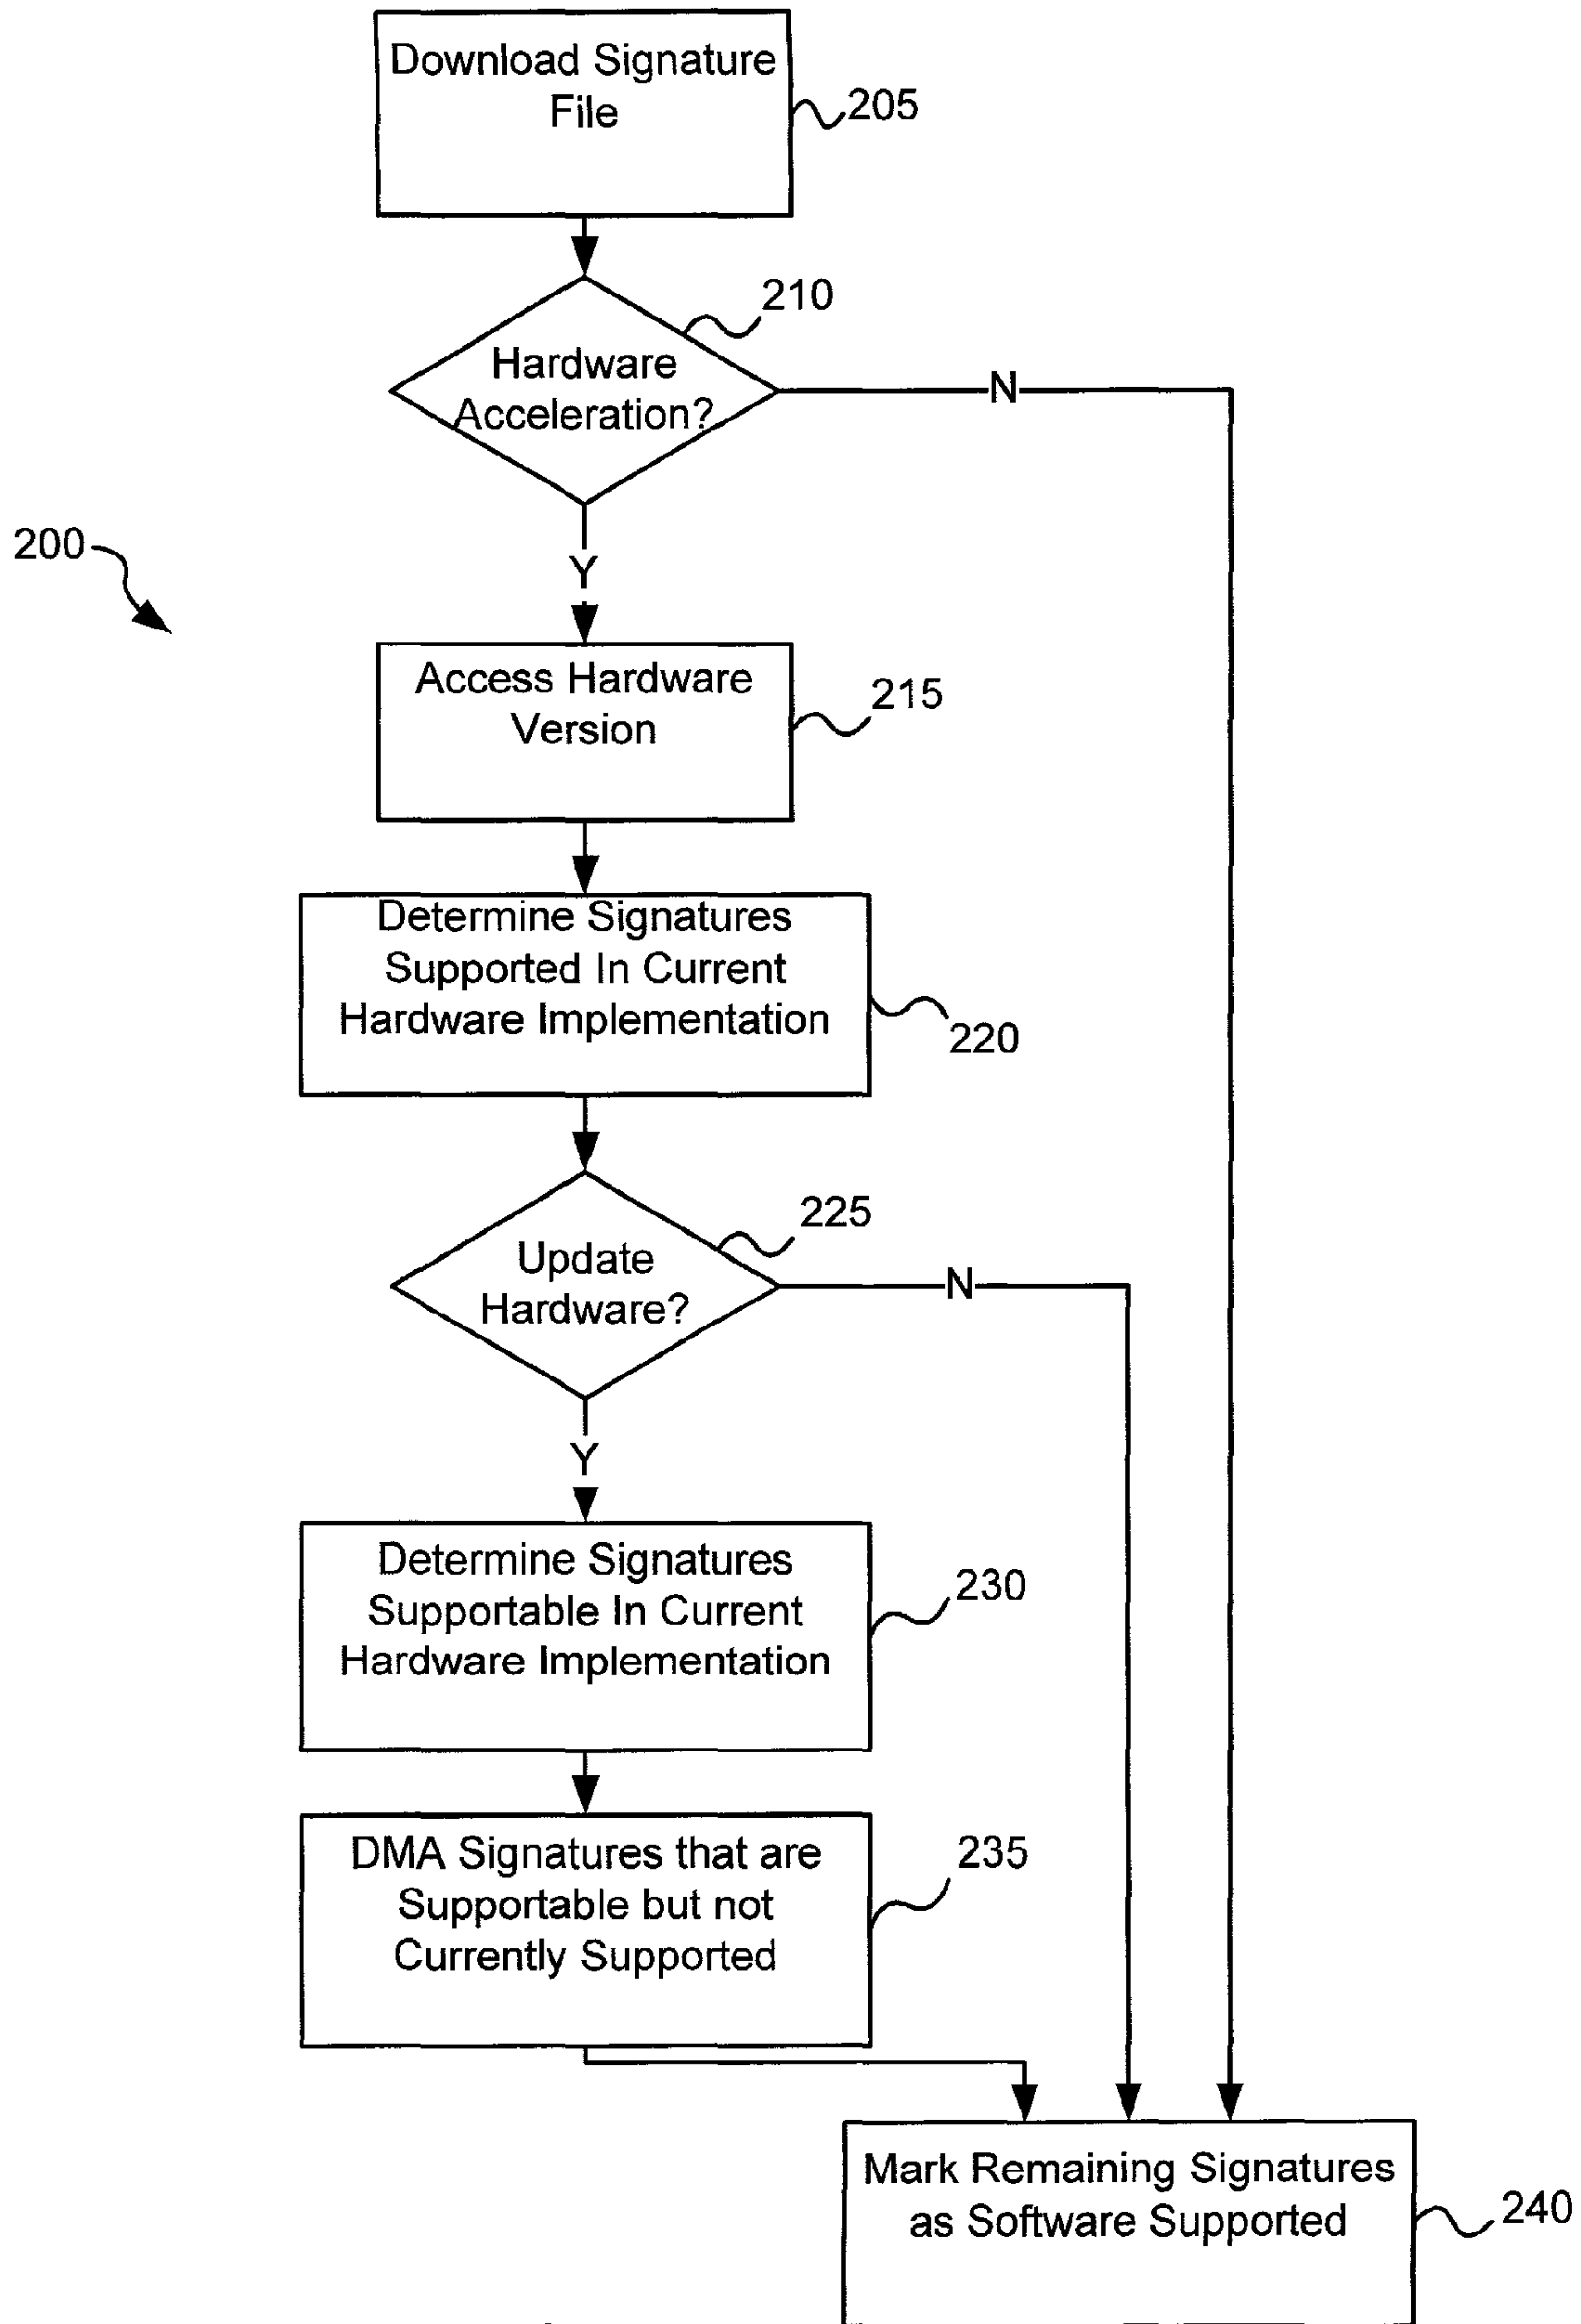 Download Signature
File
205
210
Hardware
Acceleration?
N
200
Y
Access Hardware
Version
215
Determine Signatures
Supported In Current
Hardware Implementation
220
225
Update
Hardware?
N
Y
Determine Signatures
Supportable In Current
Hardware Implementation
230
DMA Signatures that are
Supportable but not
Currently Supported
235
Mark Remaining Signatures
as Software Supported
240